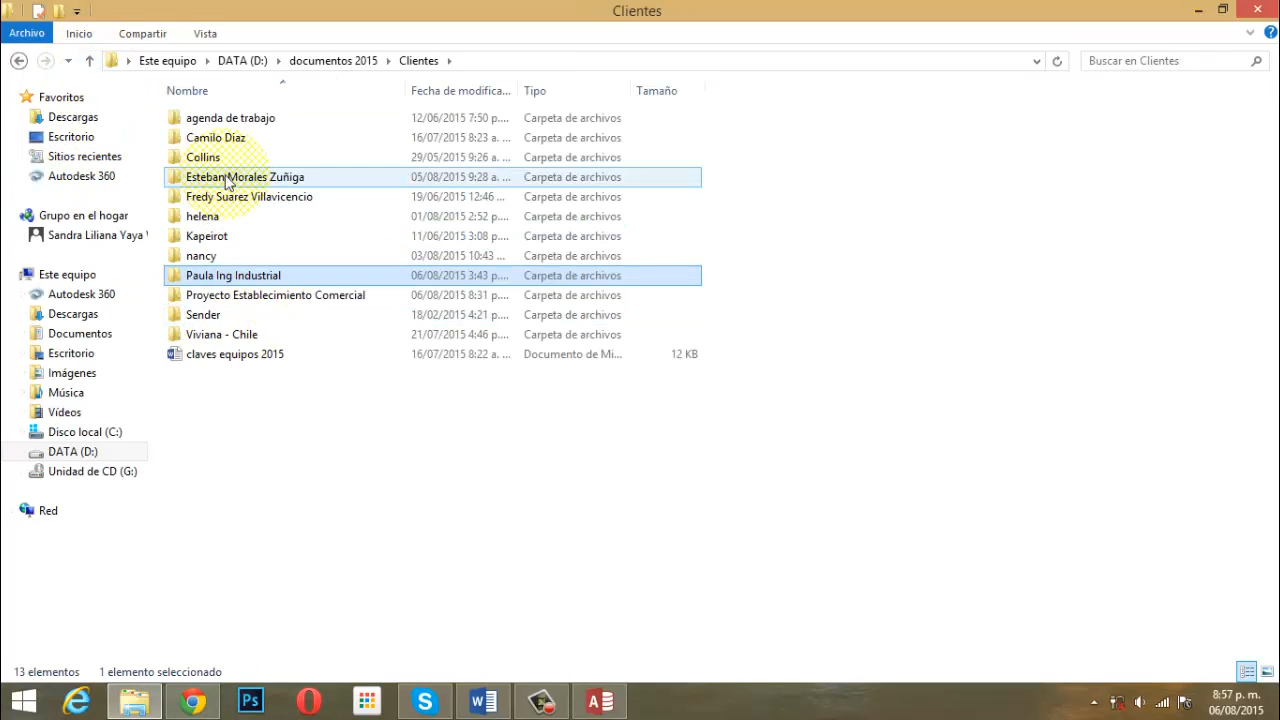 Clientes
Archivo Inicio Compartir Vista
Este equipo DATA (D:) documentos 2015 Clientes Buscar en Clientes
Nombre Fecha de modifica... Tipo Tamaño
Favoritos
Descargas
Escritorio
Sitios recientes
Autodesk 360
Grupo en el hogar
Sandra Liliana Yaya
Este equipo
Autodesk 360
Descargas
Documentos
Escritorio
Imágenes
Música
Vídeos
Disco local (C:)
DATA (D:)
Unidad de CD (G:)
Red
agenda de trabajo 12/06/2015 7:50 p.m. Carpeta de archivos
Camilo Diaz 16/07/2015 8:23 a. ... Carpeta de archivos
Collins 29/05/2015 9:26 a. ... Carpeta de archivos
Esteban Morales Zuñiga 05/08/2015 9:28 a. ... Carpeta de archivos
Fredy Suarez Villavicencio 19/06/2015 12:46 ... Carpeta de archivos
helena 01/08/2015 2:52 p.... Carpeta de archivos
Kapeirot 11/06/2015 3:08 p.... Carpeta de archivos
nancy 03/08/2015 10:43 ... Carpeta de archivos
Paula Ing Industrial 06/08/2015 3:43 p.... Carpeta de archivos
Proyecto Establecimiento Comercial 06/08/2015 8:31 p.... Carpeta de archivos
Sender 18/02/2015 4:21 p.... Carpeta de archivos
Viviana - Chile 21/07/2015 4:46 p.... Carpeta de archivos
claves equipos 2015 16/07/2015 8:22 a. ... Documento de Mi... 12 KB
13 elementos 1 elemento seleccionado
Ps
8:57 p. m.
06/08/2015